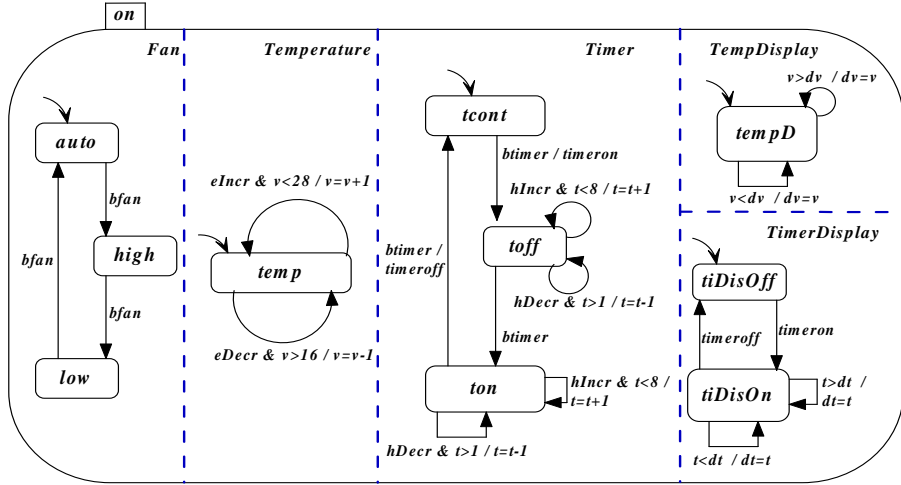 on
Fan
Temperature
Timer
TempDisplay
v>dv / dv=v
tcont
auto
tempD
btimer / timeron
eIncr & v<28 / v=v+1
hIncr & t<8 / t=t+1
bfan
v<dv / dv=v
TimerDisplay
bfan
high
btimer /
timeroff
toff
temp
tiDisOff
hDecr & t>1 / t=t-1
bfan
btimer
timeroff
timeron
eDecr & v>16 / v=v-1
low
ton
hIncr & t<8 /
t=t+1
tiDisOn
t>dt /
dt=t
hDecr & t>1 / t=t-1
t<dt / dt=t